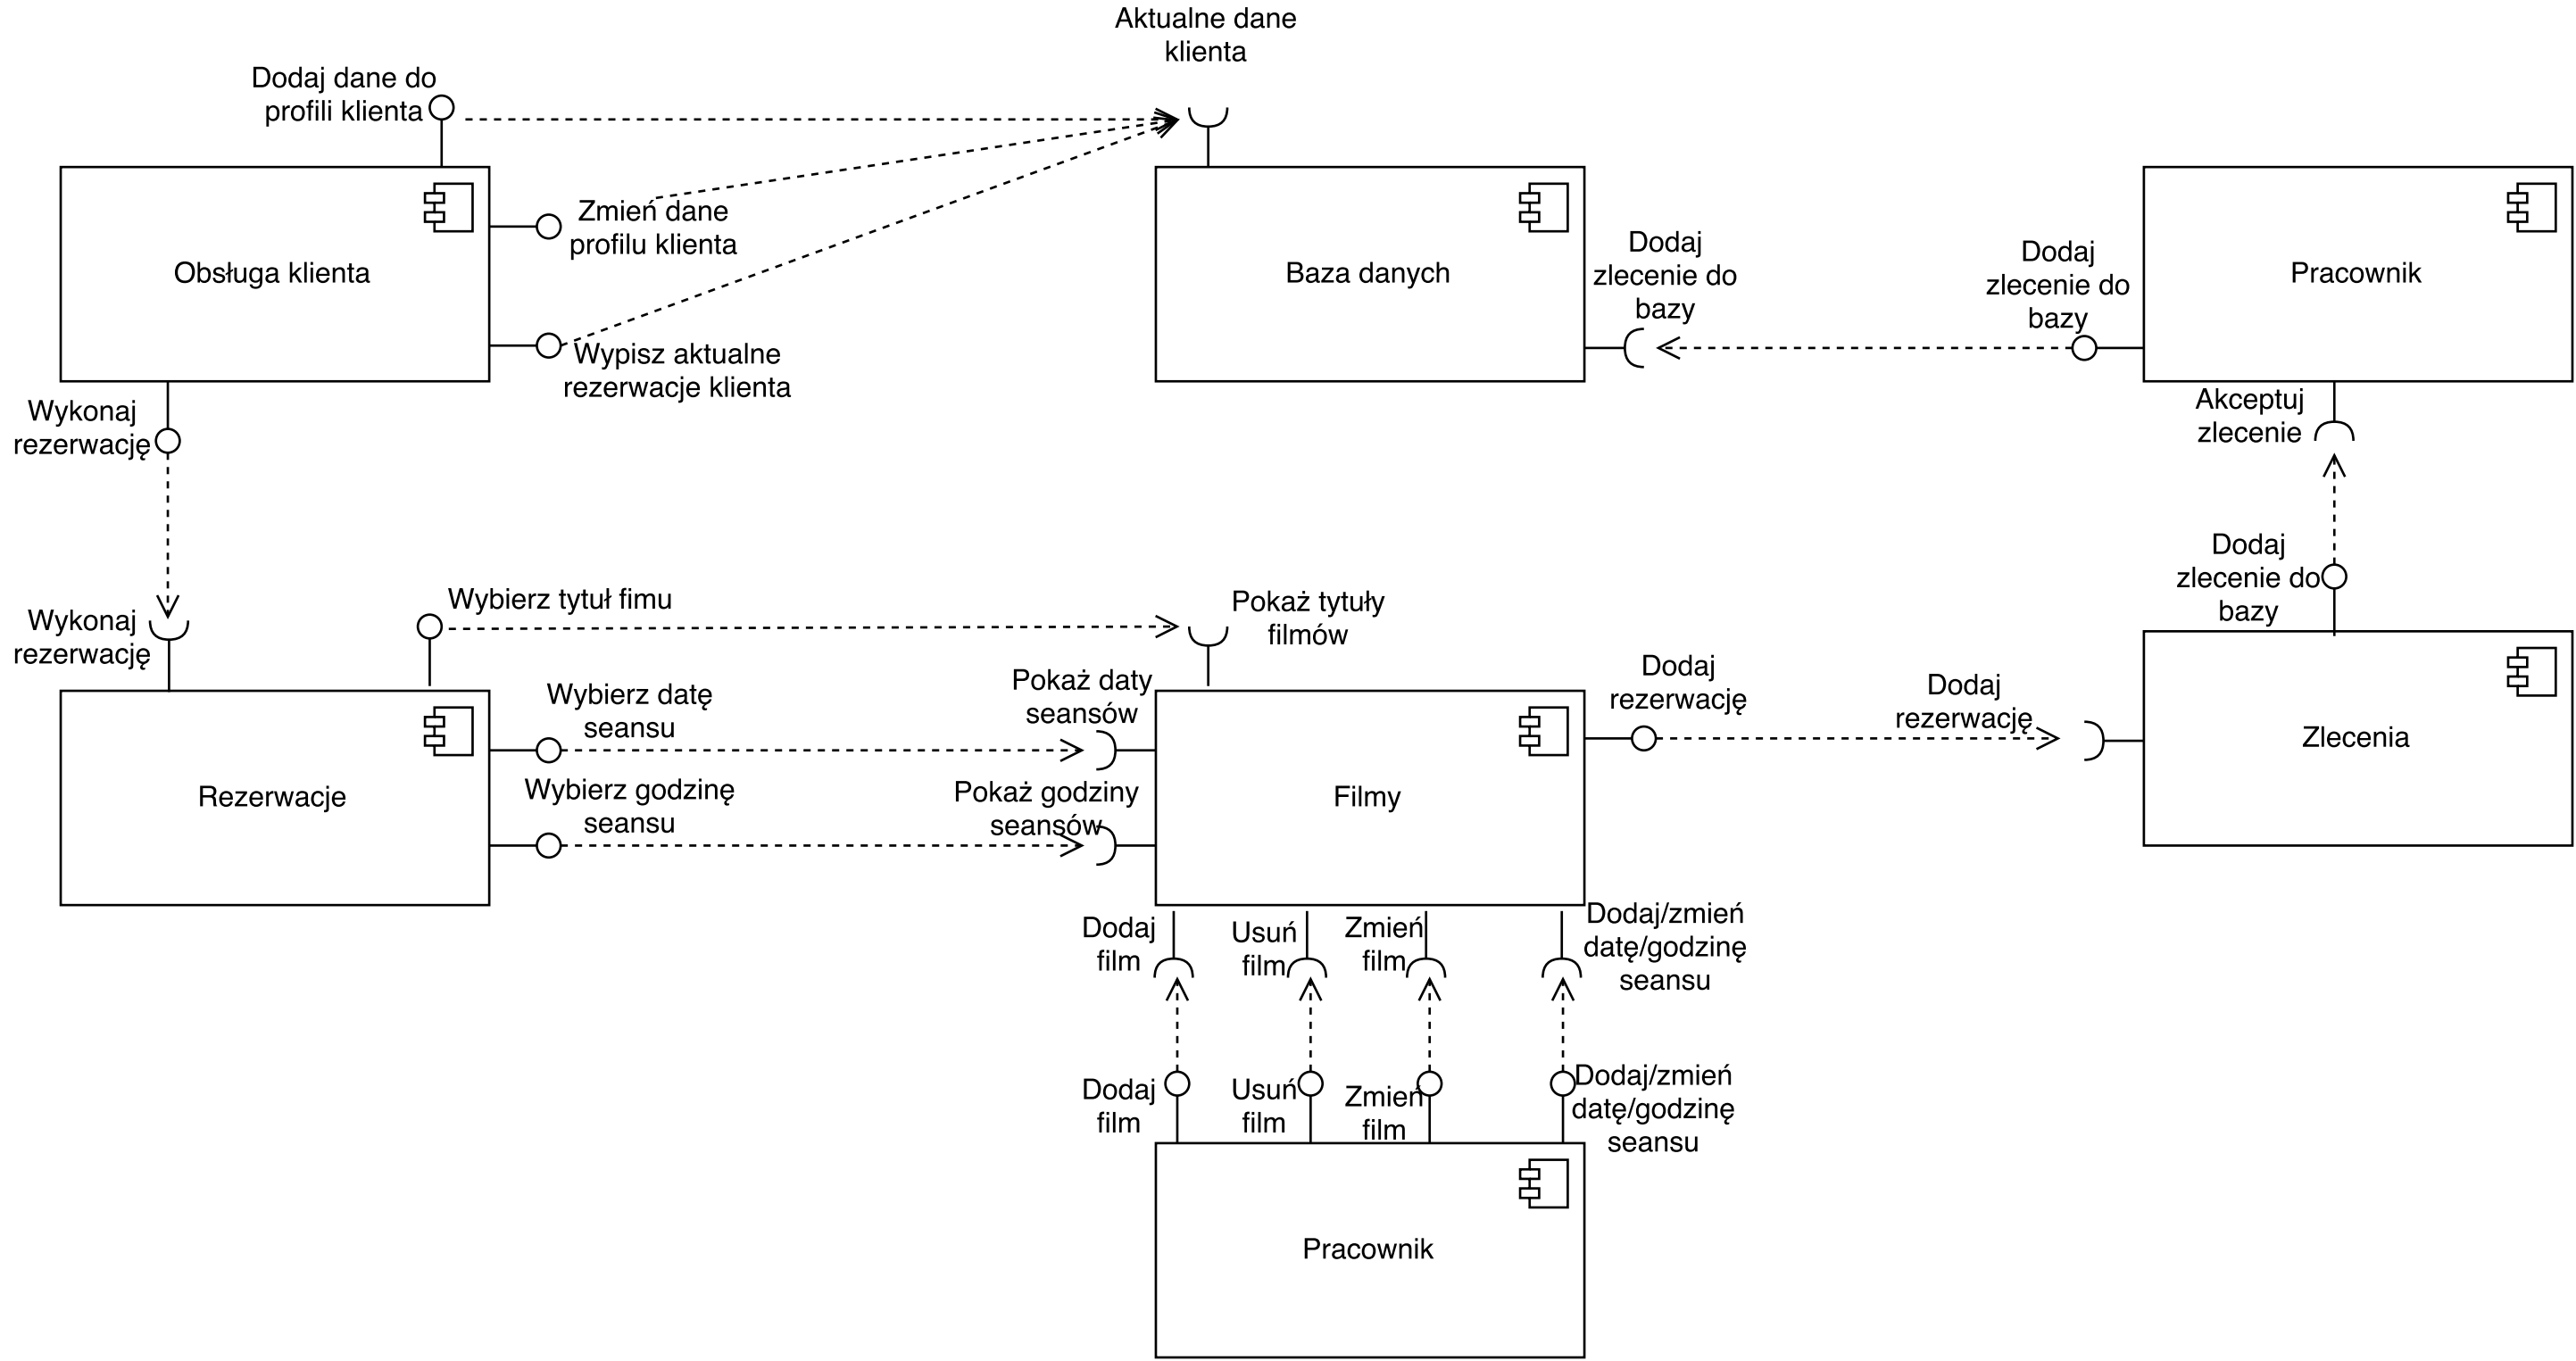 Aktualne dane
klienta
Dodaj dane do
profili klienta
Zmień dane
profilu klienta
Obsługa klienta
Wypisz aktualne
rezerwacje klienta
Baza danych
Dodaj
zlecenie do
bazy
Dodaj
zlecenie do
bazy
Pracownik
Wykonaj
rezerwację
Akceptuj
zlecenie
Dodaj
zlecenie do
bazy
Wykonaj
rezerwację
Wybierz tytuł fimu
Pokaż tytuły
filmów
Wybierz datę
seansu
Pokaż daty
seansów
Dodaj
rezerwację
Dodaj
rezerwację
Zlecenia
Rezerwacje
Wybierz godzinę
seansu
Pokaż godziny
seansów
Filmy
Dodaj
film
Usuń
film
Zmień
film
Dodaj/zmień
datę/godzinę
seansu
Dodaj
film
Usuń
film
Zmień
film
Dodaj/zmień
datę/godzinę
seansu
Pracownik